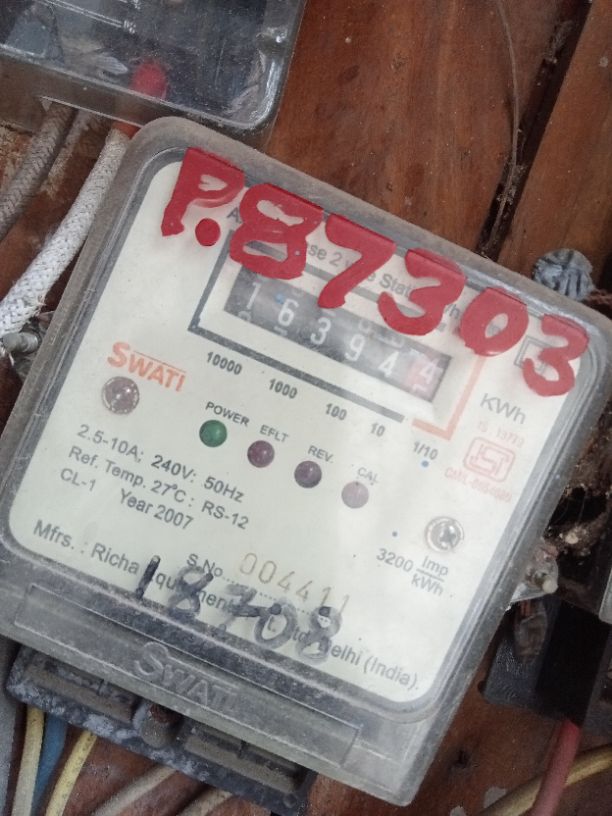 P.87303
163944
KWh
10000 1000 100 10 1/10
SWATI
POWER EFLT REV. CAL
2.5-10A; 240V: 50Hz
Ref. Temp. 27°C : RS-12
CL-1 Year 2007
3200 Imp/kWh
S.No. 004411
Mfrs. : Richa Delhi (India).
18708
SWATI